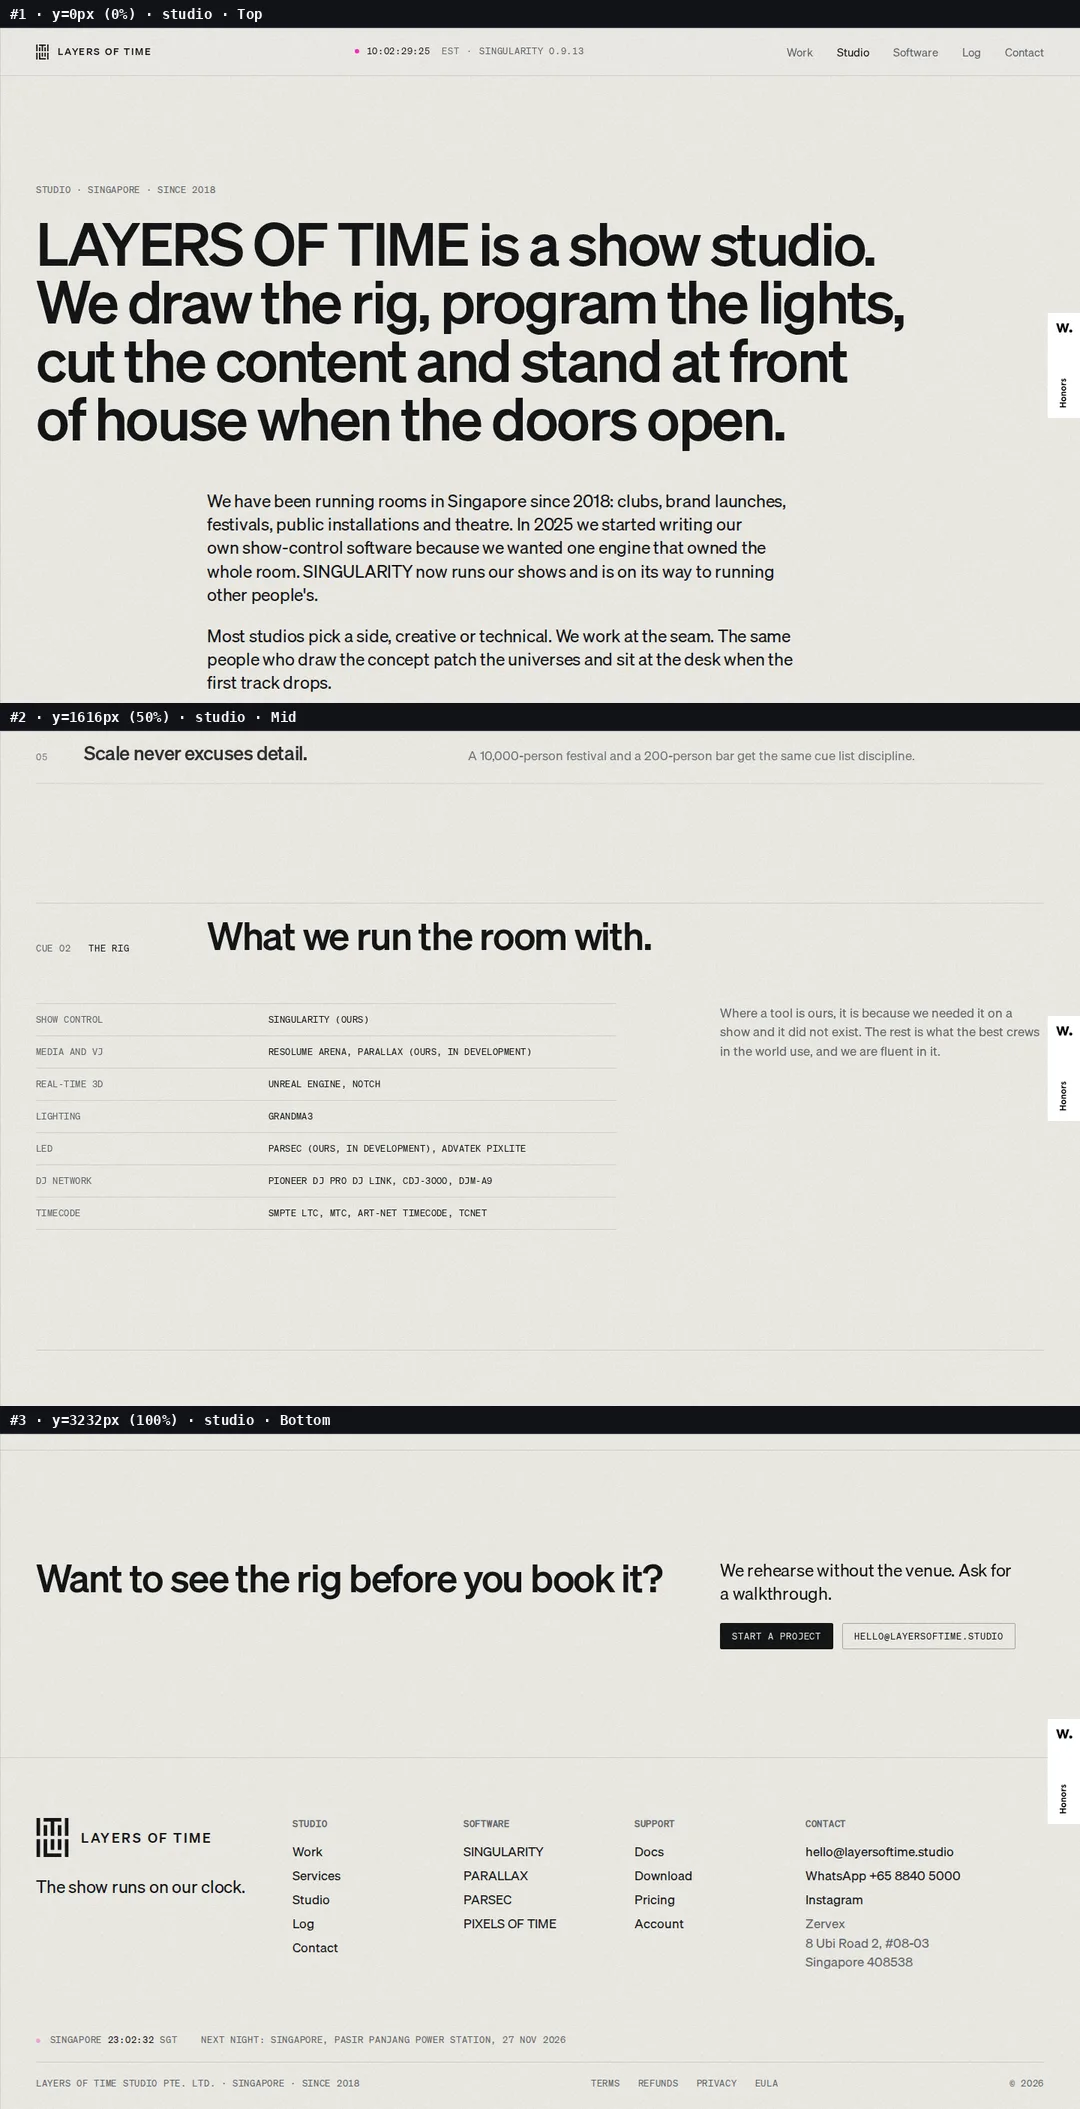 #1 · y=0px (0%) · studio · Top
LAYERS OF TIME
10:02:29:25 EST · SINGULARITY 0.9.13
Work Studio Software Log Contact
STUDIO · SINGAPORE · SINCE 2018
LAYERS OF TIME is a show studio.
We draw the rig, program the lights,
cut the content and stand at front
of house when the doors open.
W.
Honors
We have been running rooms in Singapore since 2018: clubs, brand launches,
festivals, public installations and theatre. In 2025 we started writing our
own show-control software because we wanted one engine that owned the
whole room. SINGULARITY now runs our shows and is on its way to running
other people's.
Most studios pick a side, creative or technical. We work at the seam. The same
people who draw the concept patch the universes and sit at the desk when the
first track drops.
#2 · y=1616px (50%) · studio · Mid
05 Scale never excuses detail. A 10,000-person festival and a 200-person bar get the same cue list discipline.
CUE 02 THE RIG What we run the room with.
SHOW CONTROL SINGULARITY (OURS)
MEDIA AND VJ RESOLUME ARENA, PARALLAX (OURS, IN DEVELOPMENT)
REAL-TIME 3D UNREAL ENGINE, NOTCH
LIGHTING GRANDMA3
LED PARSEC (OURS, IN DEVELOPMENT), ADVATEK PIXLITE
DJ NETWORK PIONEER DJ PRO DJ LINK, CDJ-3000, DJM-A9
TIMECODE SMPTE LTC, MTC, ART-NET TIMECODE, TCNET
Where a tool is ours, it is because we needed it on a
show and it did not exist. The rest is what the best crews
in the world use, and we are fluent in it.
W.
Honors
#3 · y=3232px (100%) · studio · Bottom
Want to see the rig before you book it?
We rehearse without the venue. Ask for
a walkthrough.
START A PROJECT HELLO@LAYERSOFTIME.STUDIO
W.
Honors
LAYERS OF TIME
The show runs on our clock.
STUDIO
Work
Services
Studio
Log
Contact
SOFTWARE
SINGULARITY
PARALLAX
PARSEC
PIXELS OF TIME
SUPPORT
Docs
Download
Pricing
Account
CONTACT
hello@layersoftime.studio
WhatsApp +65 8840 5000
Instagram
Zervex
8 Ubi Road 2, #08-03
Singapore 408538
SINGAPORE 23:02:32 SGT NEXT NIGHT: SINGAPORE, PASIR PANJANG POWER STATION, 27 NOV 2026
LAYERS OF TIME STUDIO PTE. LTD. · SINGAPORE · SINCE 2018
TERMS REFUNDS PRIVACY EULA
© 2026